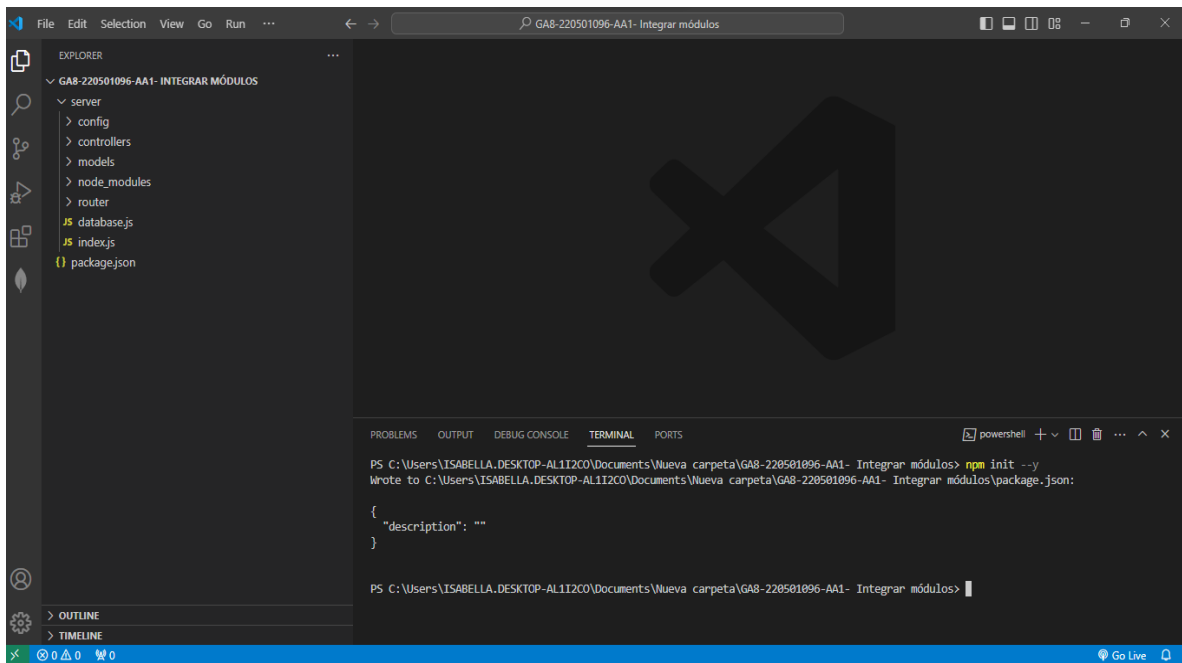 File Edit Selection View Go Run ··· ← → GA8-220501096-AA1- Integrar módulos
EXPLORER ···
GA8-220501096-AA1- INTEGRAR MÓDULOS
server
config
controllers
models
node_modules
router
JS database.js
JS index.js
{} package.json
OUTLINE
TIMELINE
PROBLEMS OUTPUT DEBUG CONSOLE TERMINAL PORTS powershell
PS C:\Users\ISABELLA.DESKTOP-AL1I2CO\Documents\Nueva carpeta\GA8-220501096-AA1- Integrar módulos> npm init --y
Wrote to C:\Users\ISABELLA.DESKTOP-AL1I2CO\Documents\Nueva carpeta\GA8-220501096-AA1- Integrar módulos\package.json:
{
"description": ""
}
PS C:\Users\ISABELLA.DESKTOP-AL1I2CO\Documents\Nueva carpeta\GA8-220501096-AA1- Integrar módulos>
0 0 0 Go Live